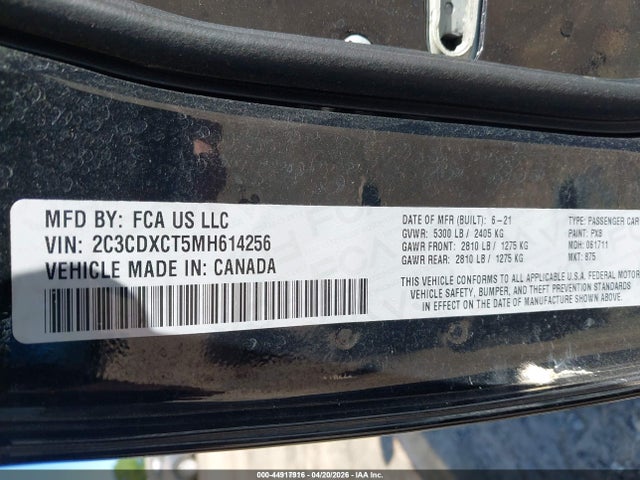 MFD BY: FCA US LLC
VIN: 2C3CDXCT5MH614256
VEHICLE MADE IN: CANADA
DATE OF MFR (BUILT): 6-21
GVWR: 5300 LB / 2405 KG
GAWR FRONT: 2810 LB / 1275 KG
GAWR REAR: 2810 LB / 1275 KG
TYPE: PASSENGER CAR
PAINT: PX8
MDH: 061711
MKT: 875
THIS VEHICLE CONFORMS TO ALL APPLICABLE U.S.A. FEDERAL MOTOR
VEHICLE SAFETY, BUMPER, AND THEFT PREVENTION STANDARDS
IN EFFECT ON THE DATE OF MANUFACTURE SHOWN ABOVE.
000-44917916 | 04/20/2026 | IAA Inc.